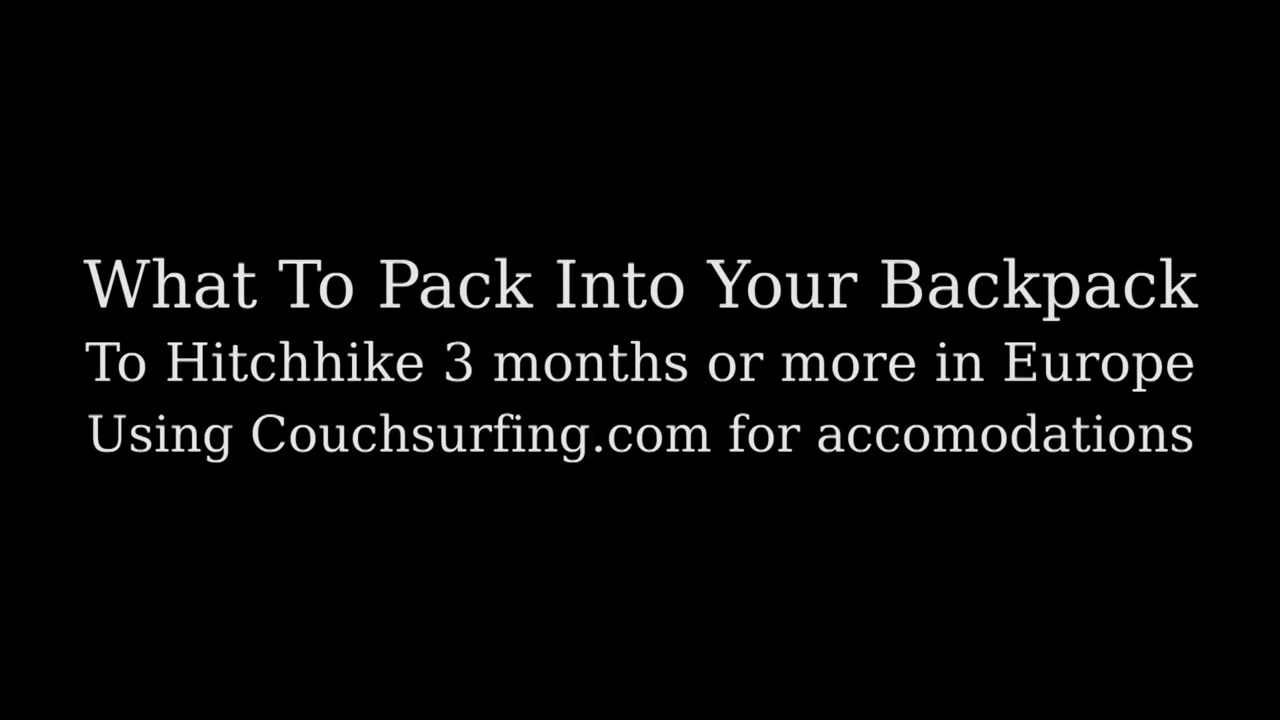 What To Pack Into Your Backpack
To Hitchhike 3 months or more in Europe
Using Couchsurfing.com for accomodations